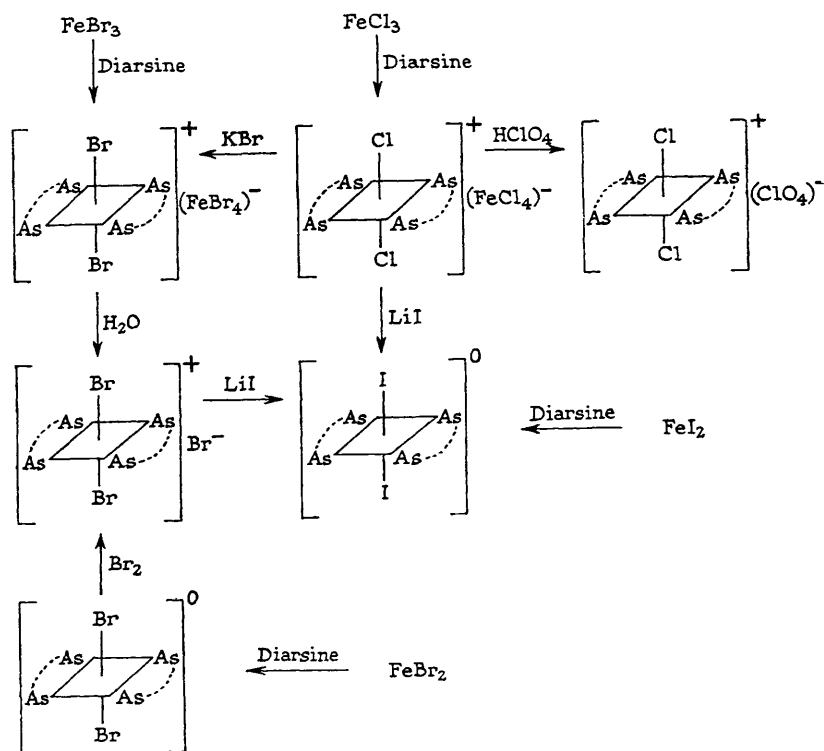 FeBr3
FeCl3
Diarsine
Diarsine
Br
As
As
As
As
Br
+
(FeBr4)−
KBr
Cl
As
As
As
As
Cl
+
(FeCl4)−
HClO4
Cl
As
As
As
As
Cl
+
(ClO4)−
H2O
LiI
Br
As
As
As
As
Br
+
Br−
LiI
I
As
As
As
As
I
0
Diarsine
FeI2
Br2
Br
As
As
As
As
Br
0
Diarsine
FeBr2